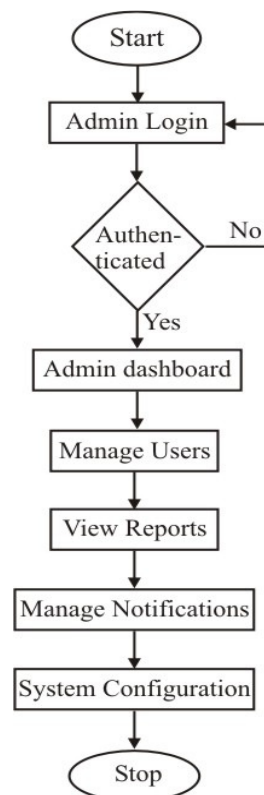 Start
Admin Login
Authen-
ticated
No
Yes
Admin dashboard
Manage Users
View Reports
Manage Notifications
System Configuration
Stop